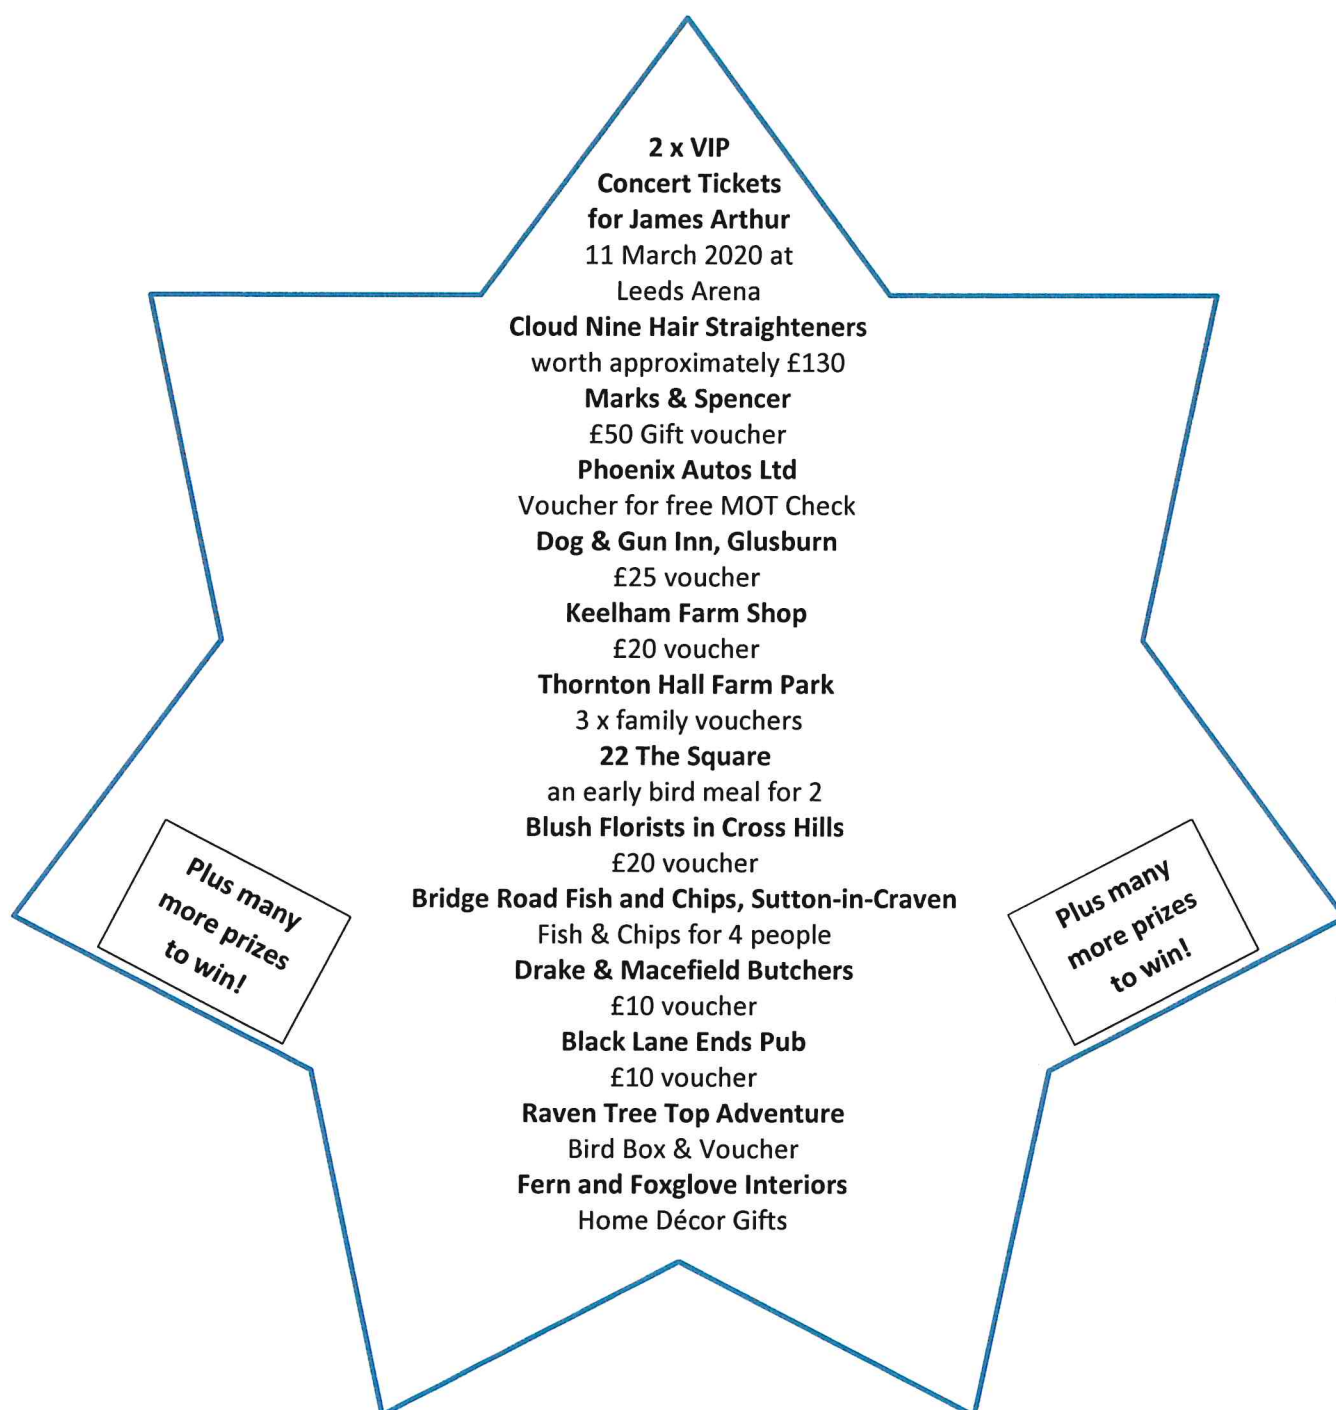 2 x VIP
Concert Tickets
for James Arthur
11 March 2020 at
Leeds Arena
Cloud Nine Hair Straighteners
worth approximately £130
Marks & Spencer
£50 Gift voucher
Phoenix Autos Ltd
Voucher for free MOT Check
Dog & Gun Inn, Glusburn
£25 voucher
Keelham Farm Shop
£20 voucher
Thornton Hall Farm Park
3 x family vouchers
22 The Square
an early bird meal for 2
Blush Florists in Cross Hills
£20 voucher
Bridge Road Fish and Chips, Sutton-in-Craven
Fish & Chips for 4 people
Drake & Macefield Butchers
£10 voucher
Black Lane Ends Pub
£10 voucher
Raven Tree Top Adventure
Bird Box & Voucher
Fern and Foxglove Interiors
Home Décor Gifts
Plus many
more prizes
to win!
Plus many
more prizes
to win!